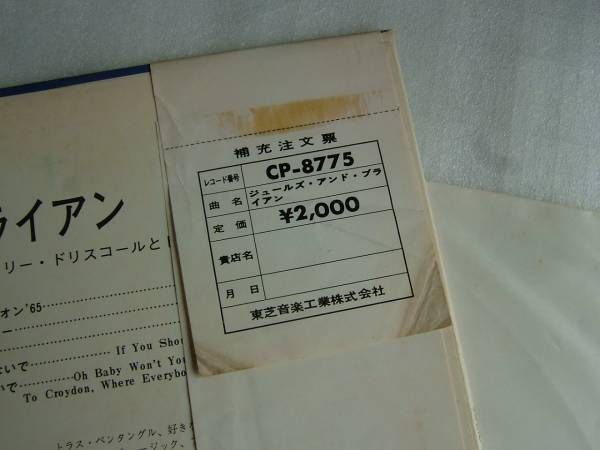 補充注文票
レコード番号 CP-8775
曲名 ジュールズ・アンド・ブラ
イアン
定価 ¥2,000
貴店名
月日
東芝音楽工業株式会社
ライアン
リー・ドリスコールと
オン'65
ー
ないで If You Shou
いで Oh Baby Won't You
To Croydon, Where Everybo
トラス・ペンタングル、好き
ージック、